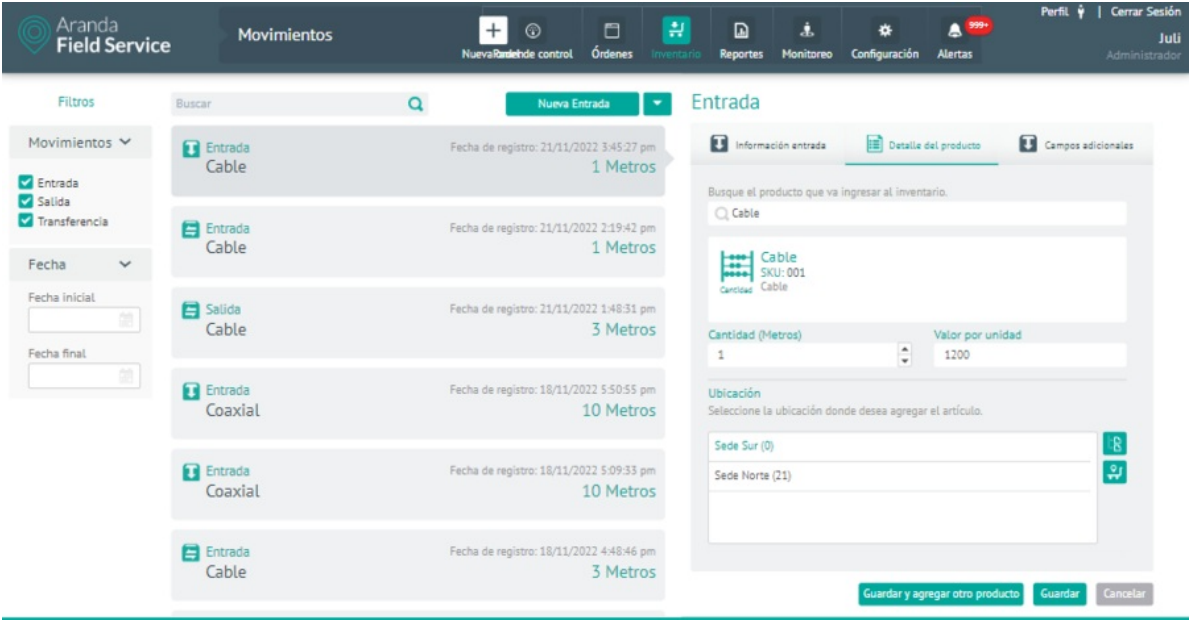 Aranda
Field Service
Movimientos
Nueva Orden
Panel de control
Órdenes
Inventario
Reportes
Monitoreo
Configuración
999+
Alertas
Perfil | Cerrar Sesión
Juli
Administrador
Filtros
Movimientos
Entrada
Salida
Transferencia
Fecha
Fecha inicial
Fecha final
Buscar
Nueva Entrada
Entrada Fecha de registro: 21/11/2022 3:45:27 pm
Cable 1 Metros
Entrada Fecha de registro: 21/11/2022 2:19:42 pm
Cable 1 Metros
Salida Fecha de registro: 21/11/2022 1:48:31 pm
Cable 3 Metros
Entrada Fecha de registro: 18/11/2022 5:50:55 pm
Coaxial 10 Metros
Entrada Fecha de registro: 18/11/2022 5:09:33 pm
Coaxial 10 Metros
Entrada Fecha de registro: 18/11/2022 4:48:46 pm
Cable 3 Metros
Entrada
Información entrada
Detalle del producto
Campos adicionales
Busque el producto que va ingresar al inventario.
Cable
Cable
SKU: 001
Cable
Cantidad
Cantidad (Metros) Valor por unidad
1 1200
Ubicación
Seleccione la ubicación donde desea agregar el artículo.
Sede Sur (0)
Sede Norte (21)
Guardar y agregar otro producto
Guardar
Cancelar